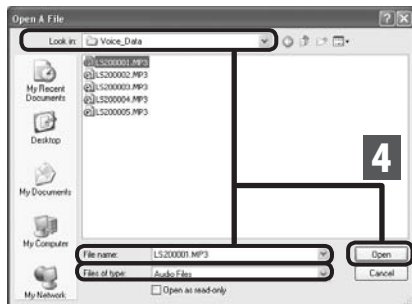 Open A File
Look in: Voice_Data
LS200001.MP3
LS200002.MP3
LS200003.MP3
LS200004.MP3
LS200005.MP3
My Recent
Documents
Desktop
My Documents
My Computer
My Network
4
File name: LS200001.MP3 Open
Files of type: Audio Files Cancel
Open as read-only